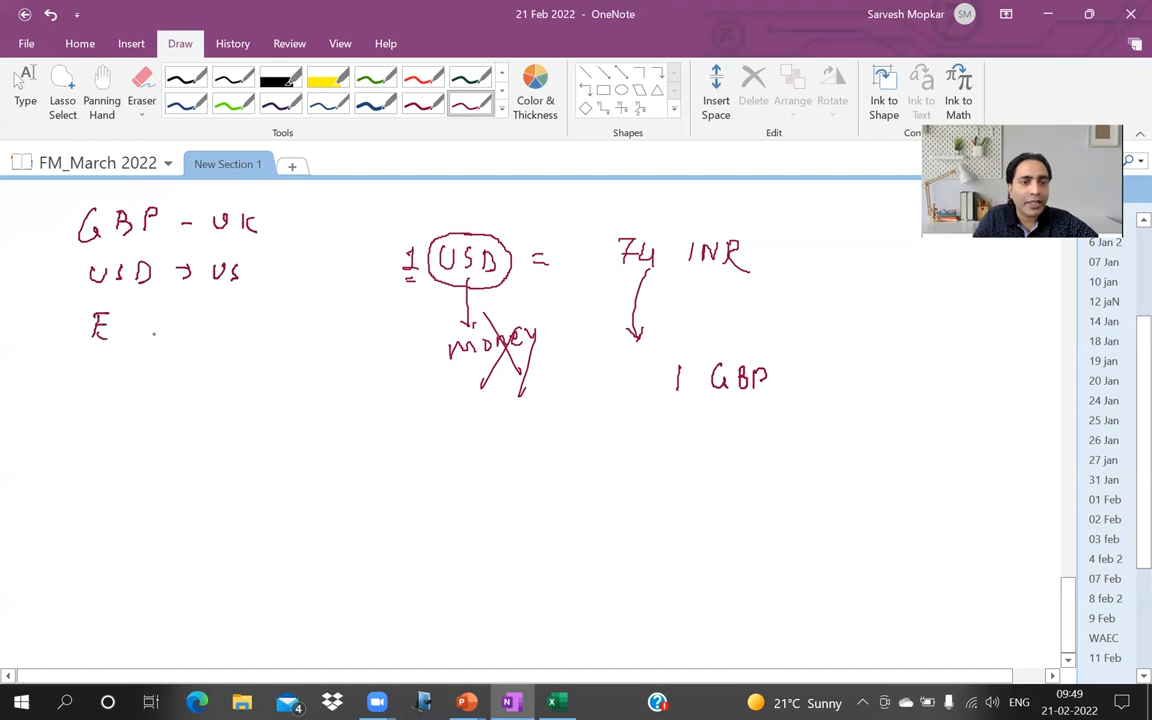 21 Feb 2022 - OneNote
Sarvesh Mopkar SM
File Home Insert Draw History Review View Help
Type
Lasso Select
Panning Hand
Eraser
Color & Thickness
Insert Space
Delete
Arrange
Rotate
Ink to Shape
Ink to Text
Ink to Math
Tools
Shapes
Edit
FM_March 2022
New Section 1
GBP - UK
USD → US
E
1 USD = 74 INR
money
1 GBP
6 Jan 2
07 Jan
10 jan
12 jaN
14 Jan
18 Jan
19 jan
20 Jan
24 Jan
25 Jan
26 Jan
27 jan
31 Jan
01 Feb
02 Feb
03 feb
4 feb 2
07 Feb
8 feb 2
9 Feb
WAEC
11 Feb
4
21°C Sunny
ENG
09:49
21-02-2022